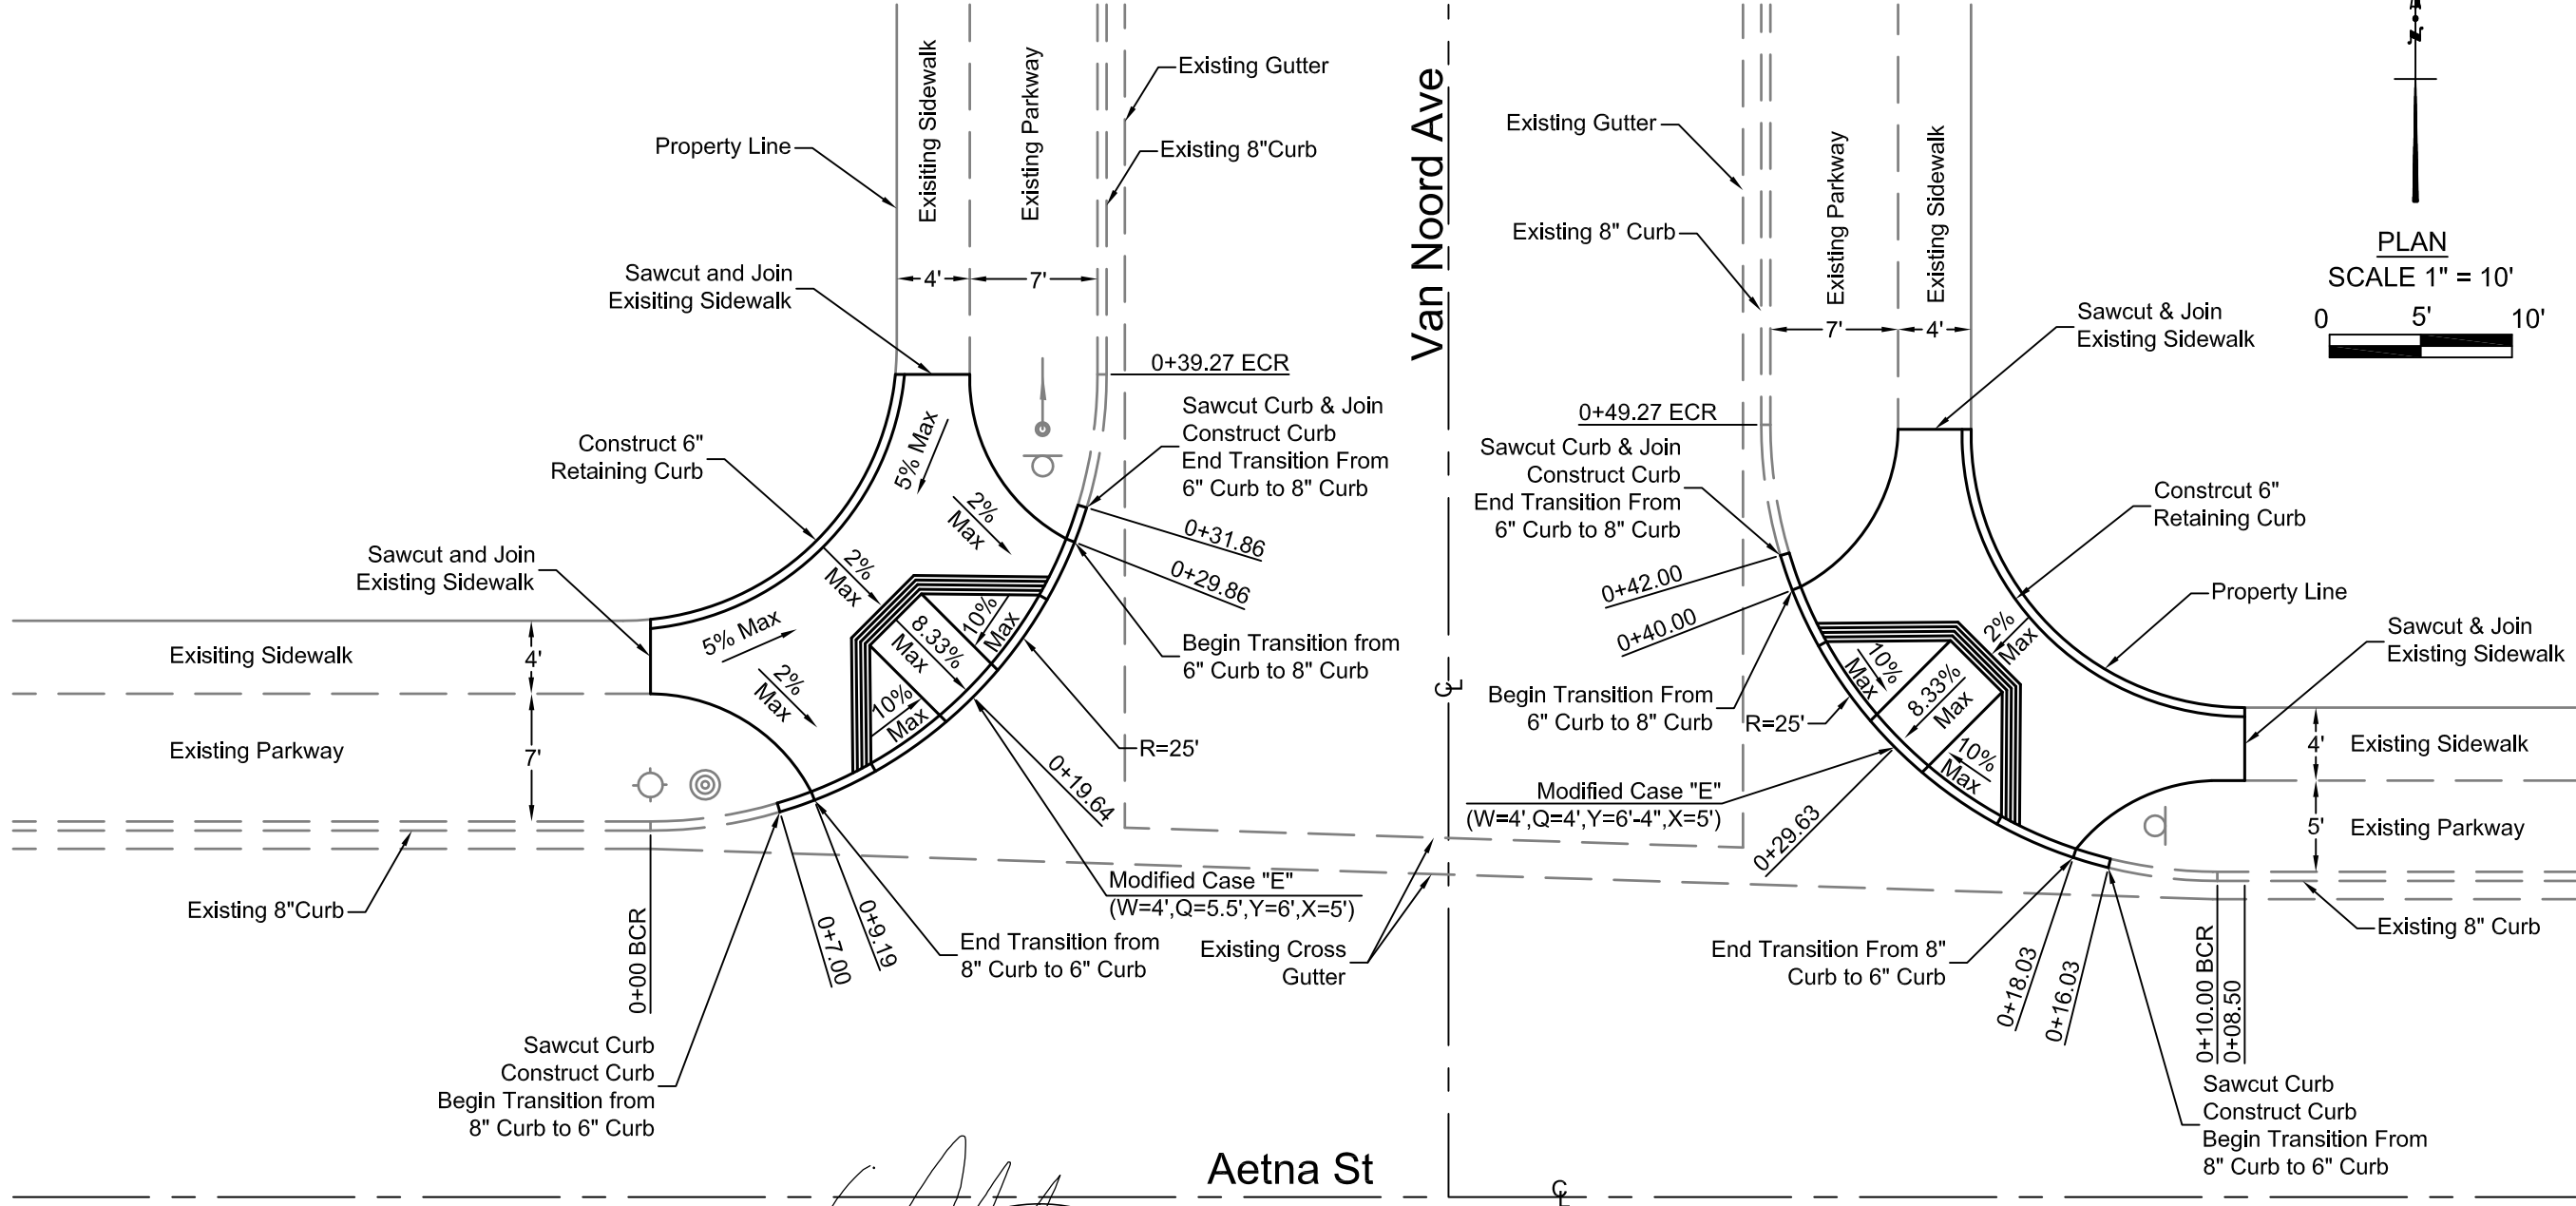 Existing Gutter
Existing 8"Curb
Property Line
Exisiting Sidewalk
Existing Parkway
4'
7'
Sawcut and Join
Exisiting Sidewalk
0+39.27 ECR
Sawcut Curb & Join
Construct Curb
End Transition From
6" Curb to 8" Curb
Construct 6"
Retaining Curb
5% Max
2%
Max
0+31.86
0+29.86
Sawcut and Join
Existing Sidewalk
2%
Max
5% Max
2%
Max
8.33%
Max
10%
Max
10%
Max
Begin Transition from
6" Curb to 8" Curb
R=25'
0+19.64
Exisiting Sidewalk
4'
Existing Parkway
7'
Existing 8"Curb
0+00 BCR
0+7.00
0+9.19
Modified Case "E"
(W=4',Q=5.5',Y=6',X=5')
End Transition from
8" Curb to 6" Curb
Existing Cross
Gutter
Sawcut Curb
Construct Curb
Begin Transition from
8" Curb to 6" Curb
Van Noord Ave
CL
Aetna St
CL
Existing Gutter
Existing 8" Curb
Existing Parkway
Existing Sidewalk
7'
4'
N
PLAN
SCALE 1" = 10'
0
5'
10'
Sawcut & Join
Existing Sidewalk
0+49.27 ECR
Sawcut Curb & Join
Construct Curb
End Transition From
6" Curb to 8" Curb
0+42.00
0+40.00
Constrcut 6"
Retaining Curb
Property Line
Sawcut & Join
Existing Sidewalk
2%
Max
10%
Max
8.33%
Max
10%
Max
Begin Transition From
6" Curb to 8" Curb
R=25'
Modified Case "E"
(W=4',Q=4',Y=6'-4",X=5')
0+29.63
4'
Existing Sidewalk
5'
Existing Parkway
Existing 8" Curb
End Transition From 8"
Curb to 6" Curb
0+18.03
0+16.03
0+10.00 BCR
0+08.50
Sawcut Curb
Construct Curb
Begin Transition From
8" Curb to 6" Curb